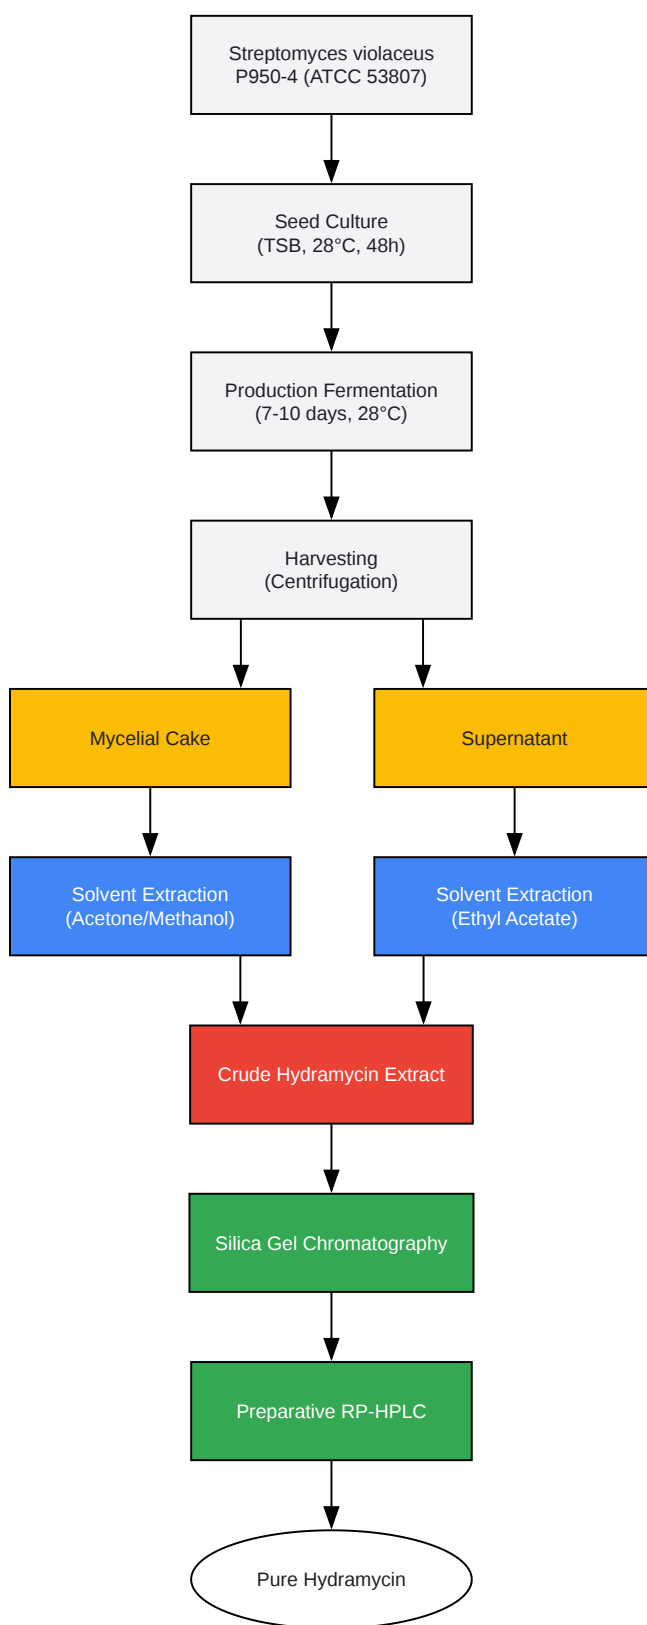 Streptomyces violaceus
P950-4 (ATCC 53807)
Seed Culture
(TSB, 28°C, 48h)
Production Fermentation
(7-10 days, 28°C)
Harvesting
(Centrifugation)
Mycelial Cake
Supernatant
Solvent Extraction
(Acetone/Methanol)
Solvent Extraction
(Ethyl Acetate)
Crude Hydramycin Extract
Silica Gel Chromatography
Preparative RP-HPLC
Pure Hydramycin